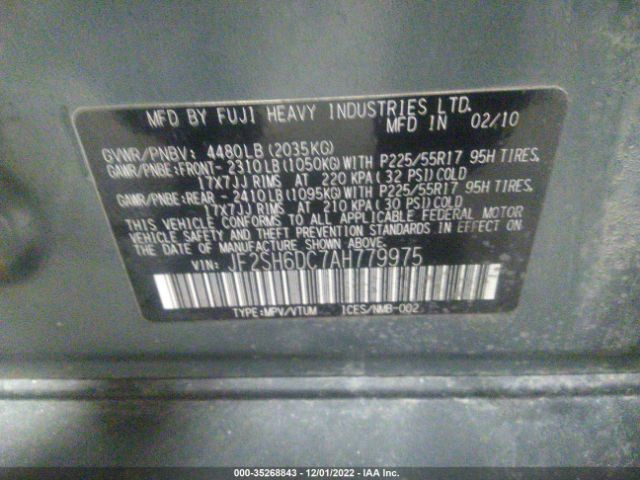 MFD BY FUJI HEAVY INDUSTRIES LTD.
MFD IN 02/10
GVWR/PNBV: 4480LB (2035KG)
GAWR/PNBE:FRONT- 2310LB (1050KG) WITH P225/55R17 95H TIRES.
17X7JJ RIMS AT 220 KPA (32 PSI) COLD
GAWR/PNBE:REAR - 2410LB (1095KG) WITH P225/55R17 95H TIRES.
17X7JJ RIMS AT 210 KPA (30 PSI) COLD
THIS VEHICLE CONFORMS TO ALL APPLICABLE FEDERAL MOTOR
VEHICLE SAFETY, BUMPER, AND THEFT PREVENTION STANDARDS IN EFFECT ON
THE DATE OF MANUFACTURE SHOWN ABOVE.
VIN: JF2SH6DC7AH779975
TYPE:MPV/VTUM ICES/NMB-002
000-35268843 - 12/01/2022 - IAA Inc.